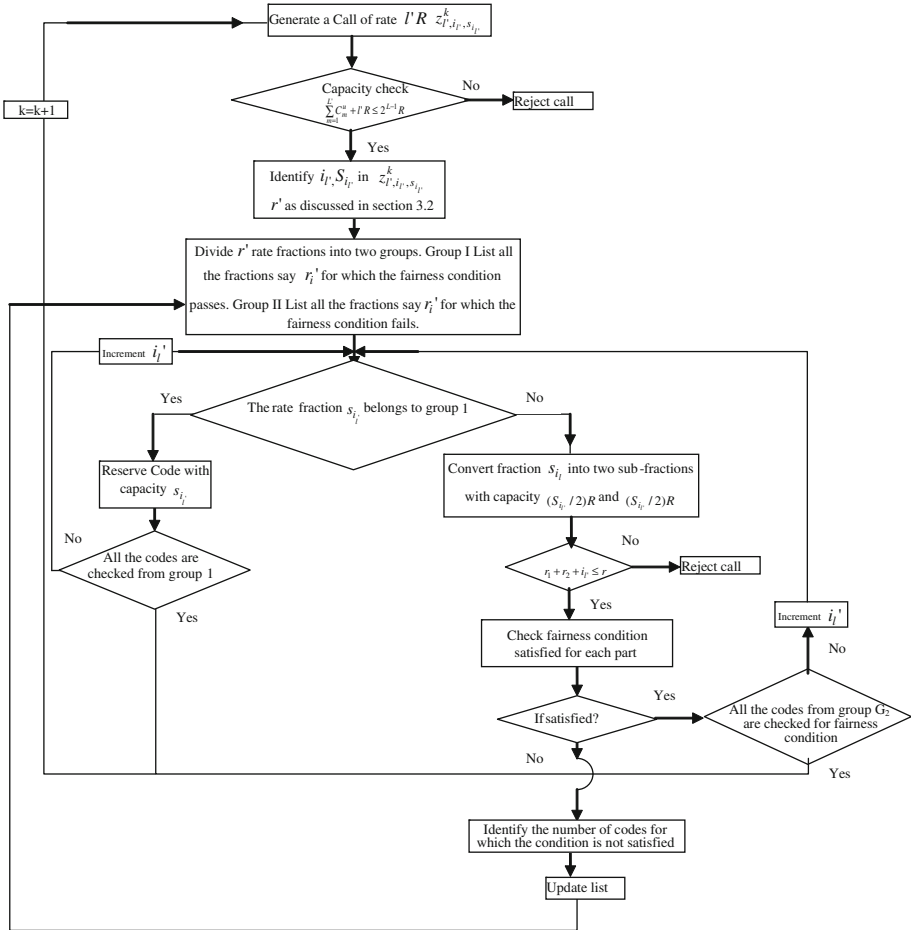 Generate a Call of rate l'R z^k_{l',i_{l'},s_{i_{l'}}}
Capacity check
\sum_{m=1}^{L'} C_m^u + l'R ≤ 2^{L-1}R
No
Reject call
k=k+1
Yes
Identify i_{l'}, S_{i_{l'}} in z^k_{l',i_{l'},s_{i_{l'}}}
r' as discussed in section 3.2
Divide r' rate fractions into two groups. Group I List all
the fractions say r_i' for which the fairness condition
passes. Group II List all the fractions say r_i' for which the
fairness condition fails.
Increment i_l'
Yes
The rate fraction s_{i_{l'}} belongs to group 1
No
Reserve Code with
capacity s_{i_{l'}}
Convert fraction s_{i_l} into two sub-fractions
with capacity (S_{i_{l'}} /2)R and (S_{i_{l'}} /2)R
No
All the codes are
checked from group 1
Yes
No
r_1 + r_2 + i_{l'} ≤ r
Reject call
Yes
Increment i_l'
Check fairness condition
satisfied for each part
No
If satisfied?
Yes
All the codes from group G_2
are checked for fairness
condition
No
Yes
Identify the number of codes for
which the condition is not satisfied
Update list